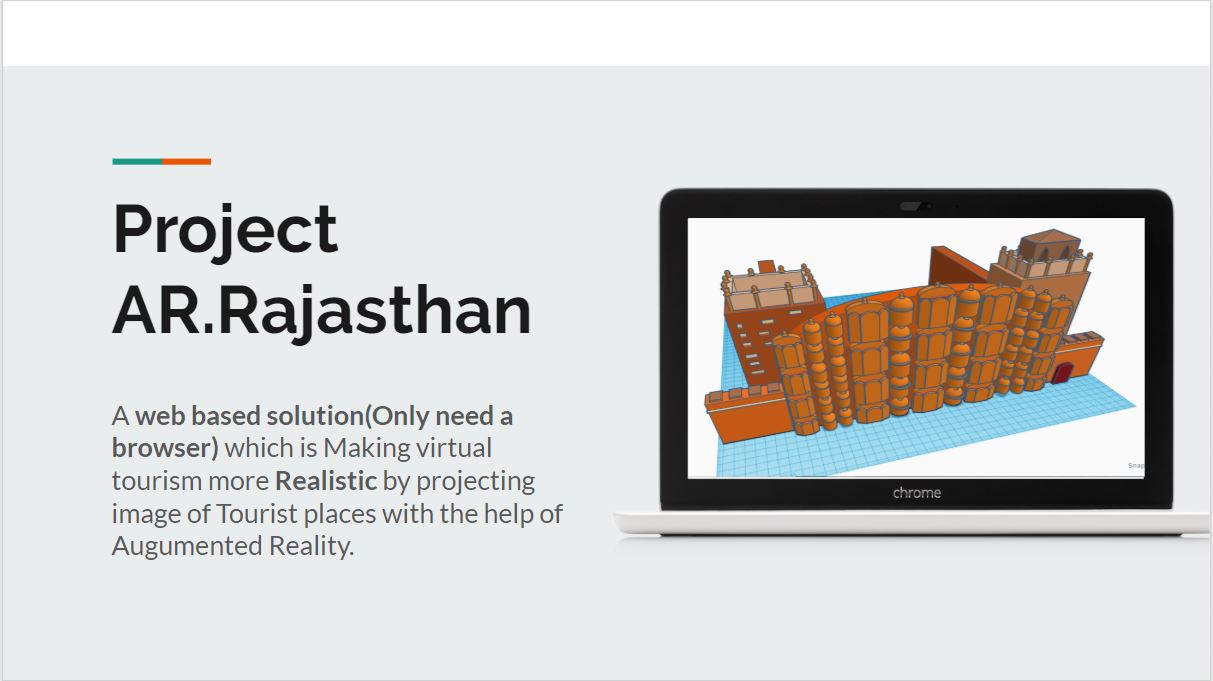 Project
AR.Rajasthan
A web based solution(Only need a
browser) which is Making virtual
tourism more Realistic by projecting
image of Tourist places with the help of
Augumented Reality.
Snap
chrome